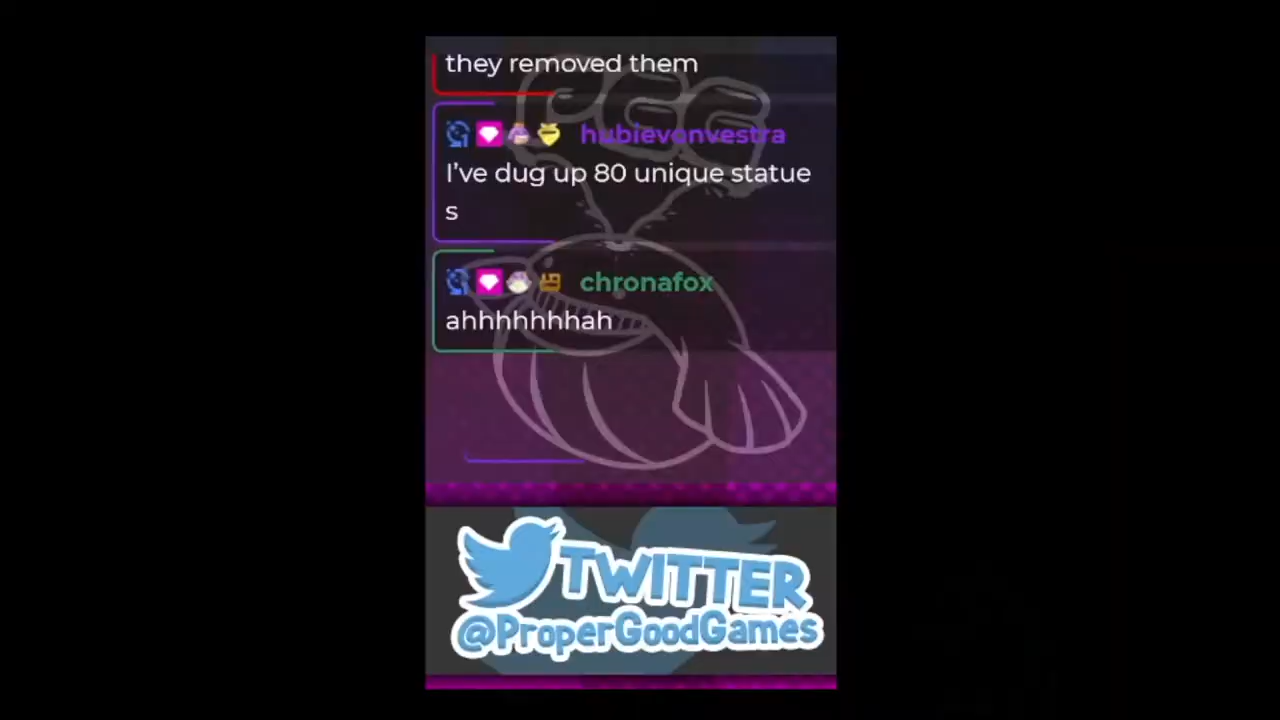 they removed them
hubievonvestra
I've dug up 80 unique statue
s
chronafox
ahhhhhhhah
TWITTER
@ProperGoodGames